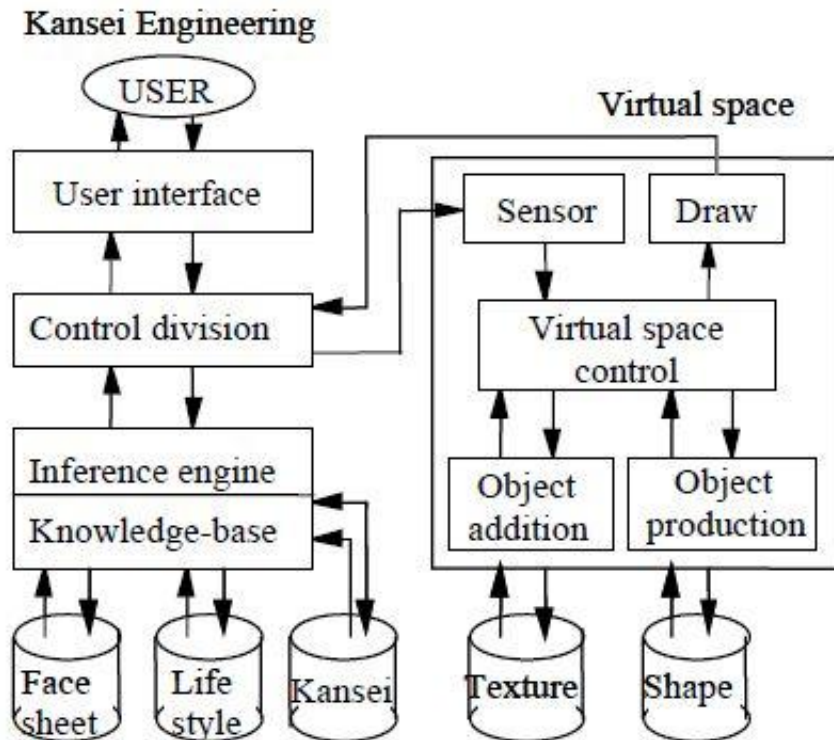 Kansei Engineering
USER
User interface
Control division
Inference engine
Knowledge-base
Face
sheet
Life
style
Kansei
Virtual space
Sensor
Draw
Virtual space
control
Object
addition
Object
production
Texture
Shape